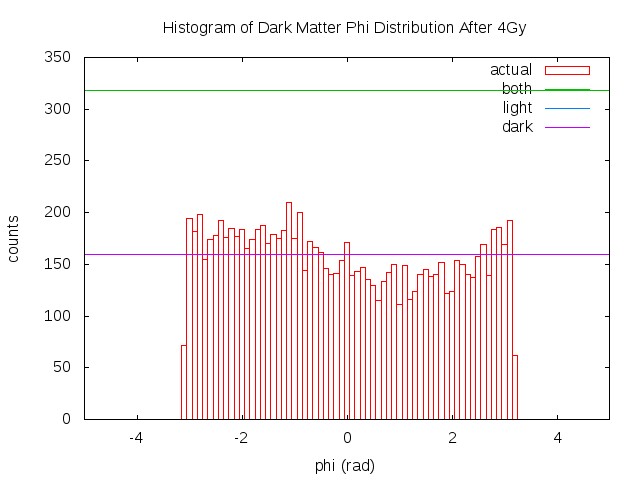 Histogram of Dark Matter Phi Distribution After 4Gy
350
300
250
200
150
100
50
0
counts
actual
both
light
dark
-4 -2 0 2 4
phi (rad)